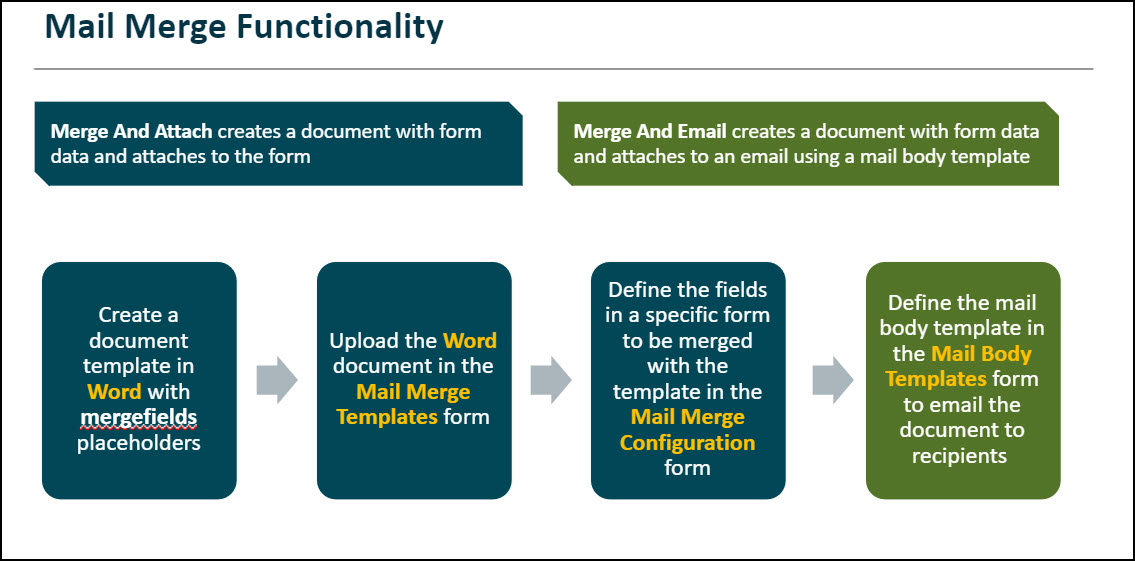 Mail Merge Functionality
Merge And Attach creates a document with form
data and attaches to the form
Merge And Email creates a document with form data
and attaches to an email using a mail body template
Create a
document
template in
Word with
mergefields
placeholders
Upload the Word
document in the
Mail Merge
Templates form
Define the fields
in a specific form
to be merged
with the
template in the
Mail Merge
Configuration
form
Define the mail
body template in
the Mail Body
Templates form
to email the
document to
recipients